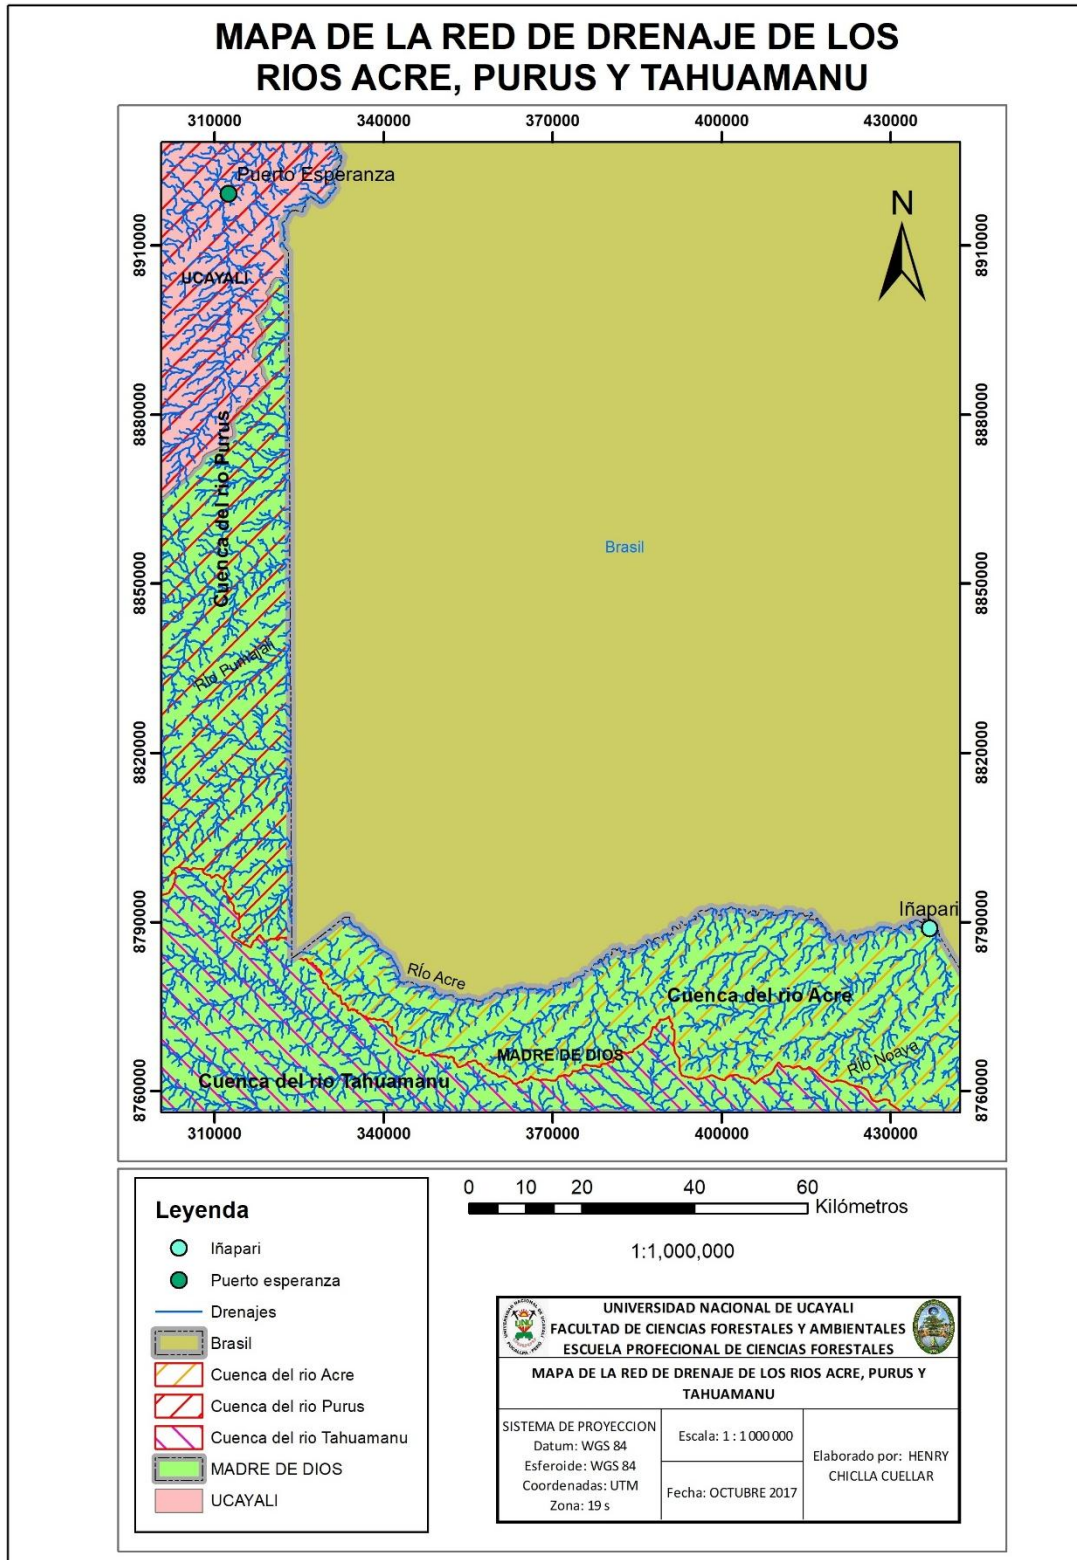 MAPA DE LA RED DE DRENAJE DE LOS
RIOS ACRE, PURUS Y TAHUAMANU
310000 340000 370000 400000 430000
Puerto Esperanza
N
8910000 8910000
UCAYALI
8880000 8880000
Cuenca del rio Purus
Brasil
8850000 8850000
8820000 8820000
Iñapari
8790000 8790000
RÍo Acre
Cuenca del rio Acre
MADRE DE DIOS
Cuenca del rio Tahuamanu
8760000 8760000
310000 340000 370000 400000 430000
Leyenda
Iñapari
Puerto esperanza
Drenajes
Brasil
Cuenca del rio Acre
Cuenca del rio Purus
Cuenca del rio Tahuamanu
MADRE DE DIOS
UCAYALI
0 10 20 40 60
Kilómetros
1:1,000,000
UNIVERSIDAD NACIONAL DE UCAYALI
FACULTAD DE CIENCIAS FORESTALES Y AMBIENTALES
ESCUELA PROFECIONAL DE CIENCIAS FORESTALES
MAPA DE LA RED DE DRENAJE DE LOS RIOS ACRE, PURUS Y
TAHUAMANU
SISTEMA DE PROYECCION
Datum: WGS 84
Esferoide: WGS 84
Coordenadas: UTM
Zona: 19 s
Escala: 1 : 1 000 000
Fecha: OCTUBRE 2017
Elaborado por: HENRY
CHICLLA CUELLAR